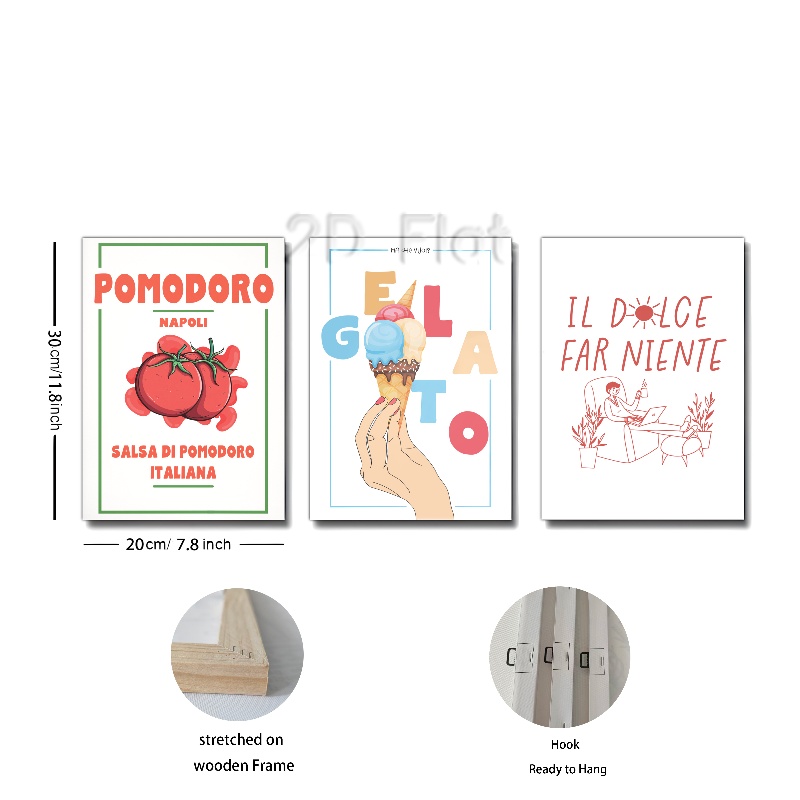 2D Flat
POMODORO
NAPOLI
SALSA DI POMODORO
ITALIANA
GELATO
IL DOLCE
FAR NIENTE
30cm/11.8inch
20cm/ 7.8 inch
stretched on
wooden Frame
Hook
Ready to Hang